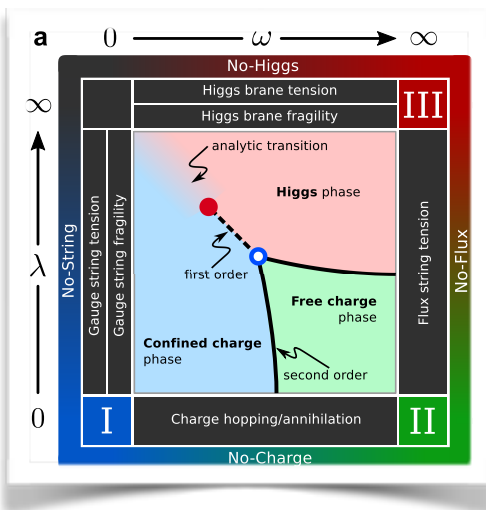 a
0 ω ∞
No-Higgs
∞
λ
0
Higgs brane tension
Higgs brane fragility
III
No-String
Gauge string tension
Gauge string fragility
analytic transition
Higgs phase
first order
Free charge
phase
Confined charge
phase
second order
Flux string tension
No-Flux
I
Charge hopping/annihilation
II
No-Charge